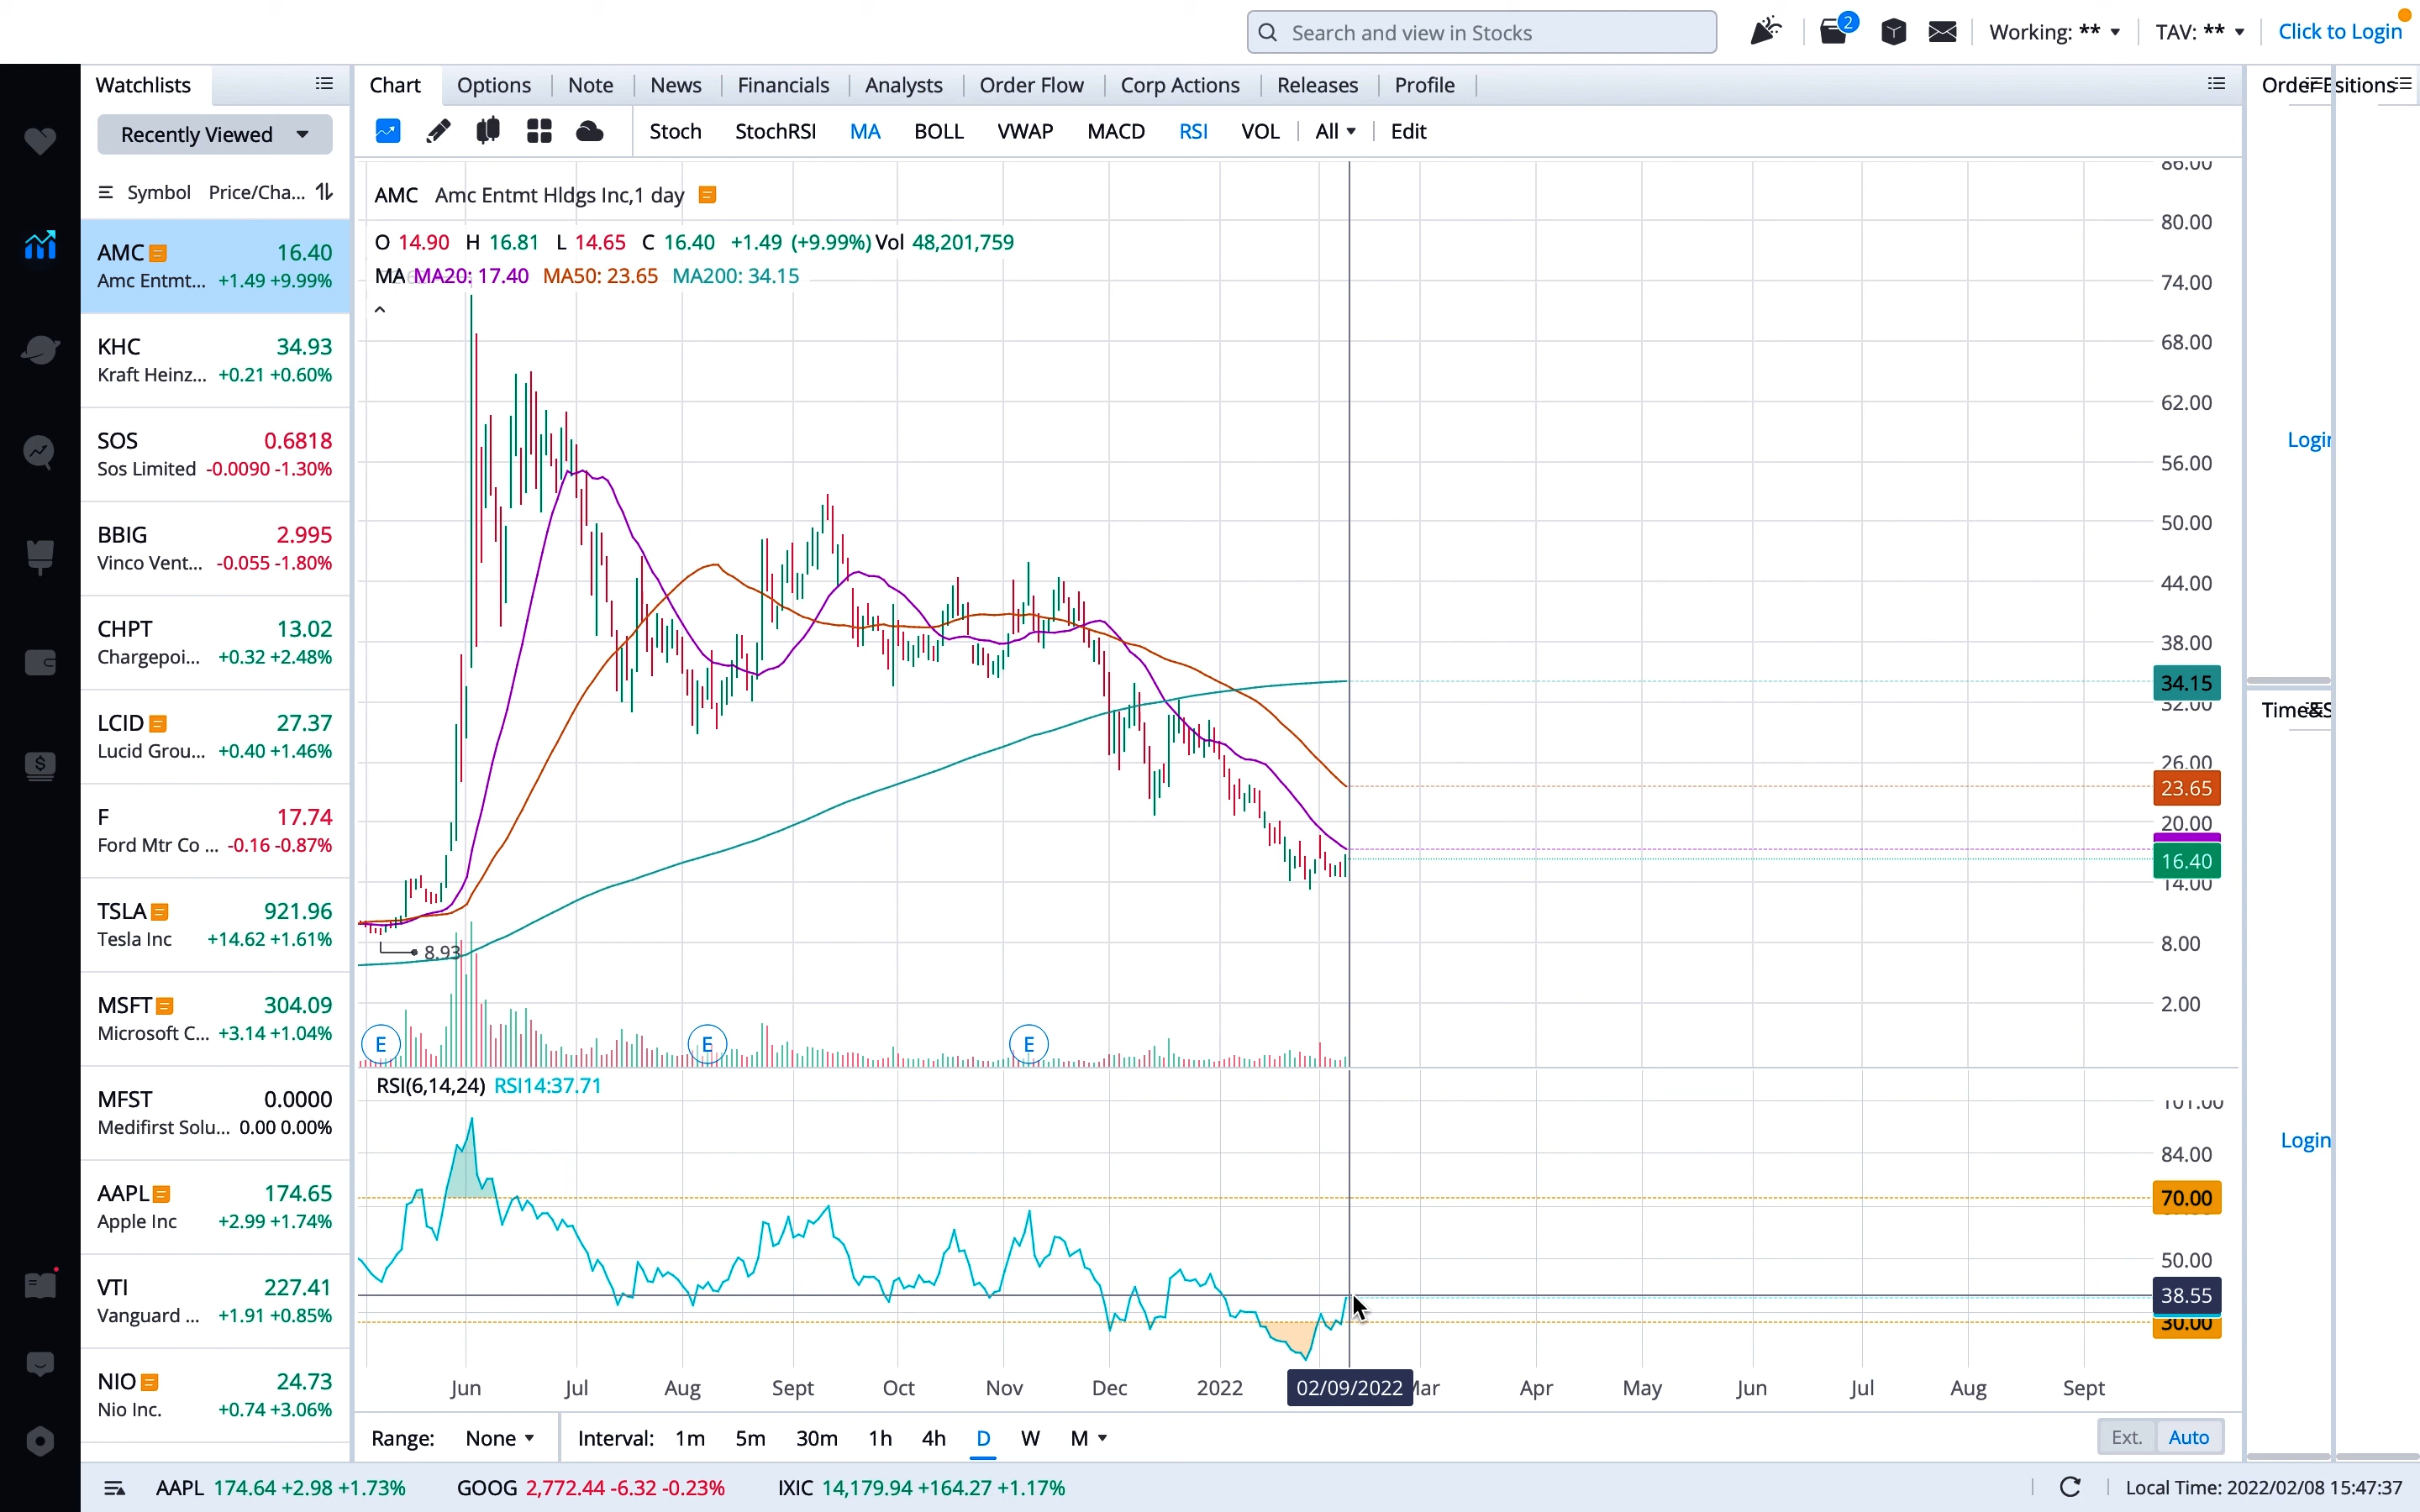 Search and view in Stocks
2
Working: **
TAV: **
Click to Login
Watchlists
Recently Viewed
Symbol Price/Cha...
AMC 16.40
Amc Entmt... +1.49 +9.99%
KHC 34.93
Kraft Heinz... +0.21 +0.60%
SOS 0.6818
Sos Limited -0.0090 -1.30%
BBIG 2.995
Vinco Vent... -0.055 -1.80%
CHPT 13.02
Chargepoi... +0.32 +2.48%
LCID 27.37
Lucid Grou... +0.40 +1.46%
F 17.74
Ford Mtr Co ... -0.16 -0.87%
TSLA 921.96
Tesla Inc +14.62 +1.61%
MSFT 304.09
Microsoft C... +3.14 +1.04%
MFST 0.0000
Medifirst Solu... 0.00 0.00%
AAPL 174.65
Apple Inc +2.99 +1.74%
VTI 227.41
Vanguard ... +1.91 +0.85%
NIO 24.73
Nio Inc. +0.74 +3.06%
Chart Options Note News Financials Analysts Order Flow Corp Actions Releases Profile
Stoch StochRSI MA BOLL VWAP MACD RSI VOL All Edit
AMC Amc Entmt Hldgs Inc,1 day
O 14.90 H 16.81 L 14.65 C 16.40 +1.49 (+9.99%) Vol 48,201,759
MA MA20: 17.40 MA50: 23.65 MA200: 34.15
86.00
80.00
74.00
68.00
62.00
56.00
50.00
44.00
38.00
34.15
32.00
26.00
23.65
20.00
16.40
14.00
8.00
2.00
8.93
E E E
RSI(6,14,24) RSI14:37.71
101.00
84.00
70.00
50.00
38.55
30.00
Jun Jul Aug Sept Oct Nov Dec 2022 02/09/2022 Mar Apr May Jun Jul Aug Sept
Range: None Interval: 1m 5m 30m 1h 4h D W M
Ext. Auto
Order
sitions
Login
Time&S
Login
AAPL 174.64 +2.98 +1.73% GOOG 2,772.44 -6.32 -0.23% IXIC 14,179.94 +164.27 +1.17%
Local Time: 2022/02/08 15:47:37